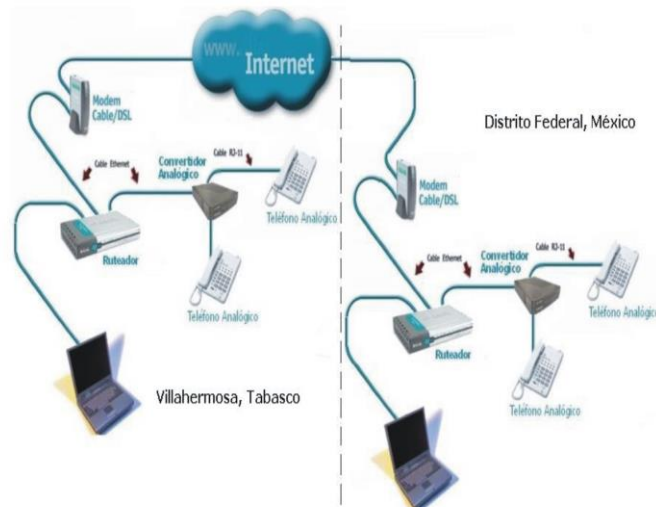 www.
Internet
Modem
Cable/DSL
Cable Ethernet
Convertidor
Analógico
Cable RJ-11
Teléfono Analógico
Ruteador
Teléfono Analógico
Villahermosa, Tabasco
Distrito Federal, México
Modem
Cable/DSL
Cable Ethernet
Convertidor
Analógico
Cable RJ-11
Teléfono Analógico
Ruteador
Teléfono Analógico